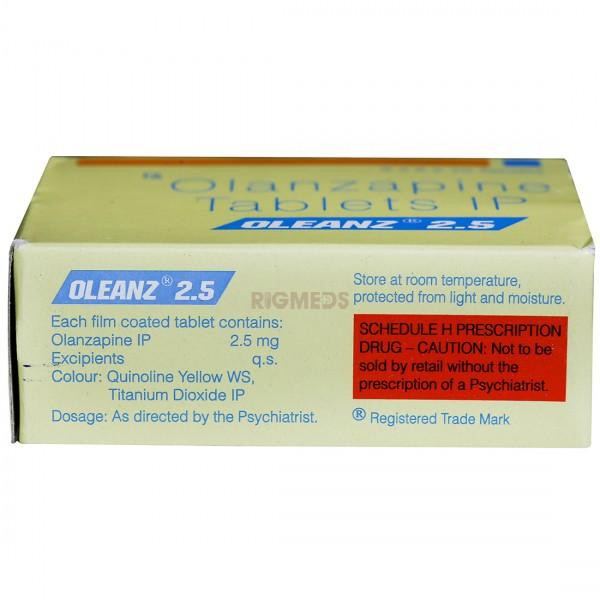 Olanzapine
Tablets IP
OLEANZ® 2.5
OLEANZ® 2.5
Each film coated tablet contains:
Olanzapine IP 2.5 mg
Excipients q.s.
Colour: Quinoline Yellow WS,
Titanium Dioxide IP
Dosage: As directed by the Psychiatrist.
RIGMEDS
Store at room temperature,
protected from light and moisture.
SCHEDULE H PRESCRIPTION
DRUG – CAUTION: Not to be
sold by retail without the
prescription of a Psychiatrist.
® Registered Trade Mark